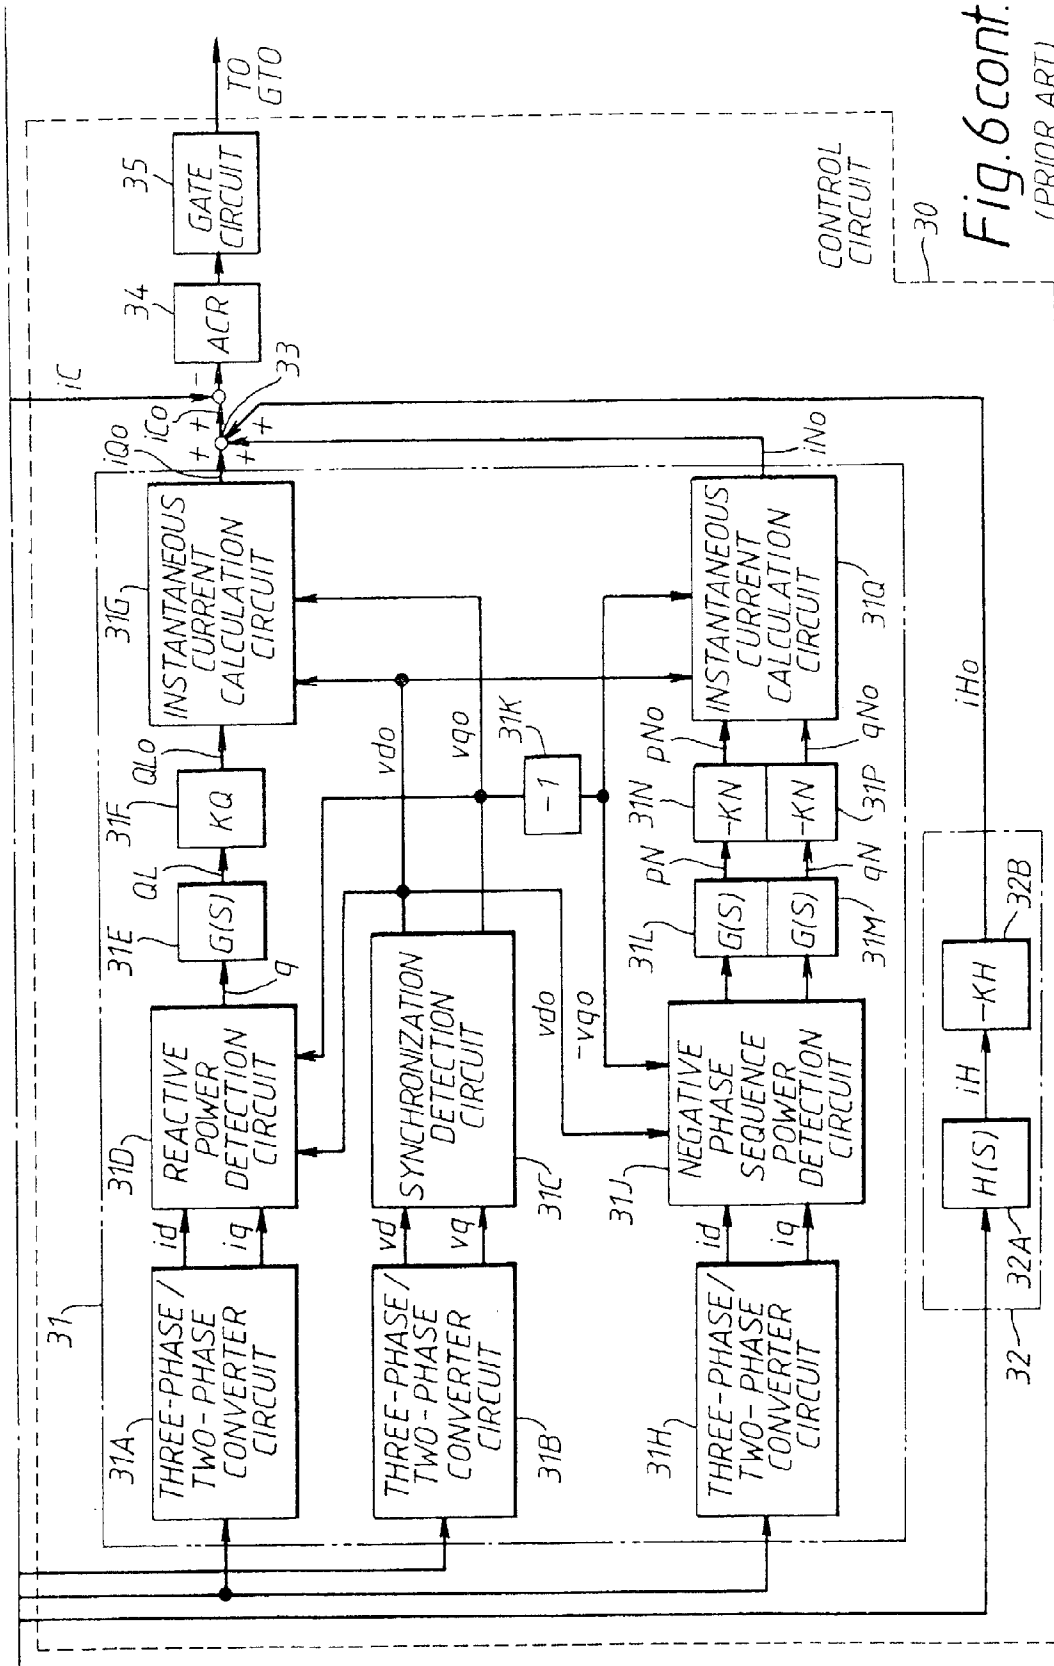 Fig. 6 cont.
(PRIOR ART)
CONTROL
CIRCUIT
30
TO
GTO
35
GATE
CIRCUIT
34
ACR
iC
iCo
33
+
+
+
+
-
iQo
iNo
iHo
31
31A
THREE-PHASE/
TWO-PHASE
CONVERTER
CIRCUIT
id
iq
31D
REACTIVE
POWER
DETECTION
CIRCUIT
q
31E
G(S)
QL
31F
KQ
QLo
31G
INSTANTANEOUS
CURRENT
CALCULATION
CIRCUIT
THREE-PHASE/
TWO-PHASE
CONVERTER
CIRCUIT
31B
vd
vq
SYNCHRONIZATION
DETECTION
CIRCUIT
31C
vdo
vqo
vdo
-vqo
31K
-1
31H
THREE-PHASE/
TWO-PHASE
CONVERTER
CIRCUIT
id
iq
31J
NEGATIVE
PHASE
SEQUENCE
POWER
DETECTION
CIRCUIT
31L
G(S)
G(S)
31M
pN
qN
31N
-KN
-KN
31P
pNo
qNo
INSTANTANEOUS
CURRENT
CALCULATION
CIRCUIT
31Q
32
32A
H(S)
iH
-KH
32B